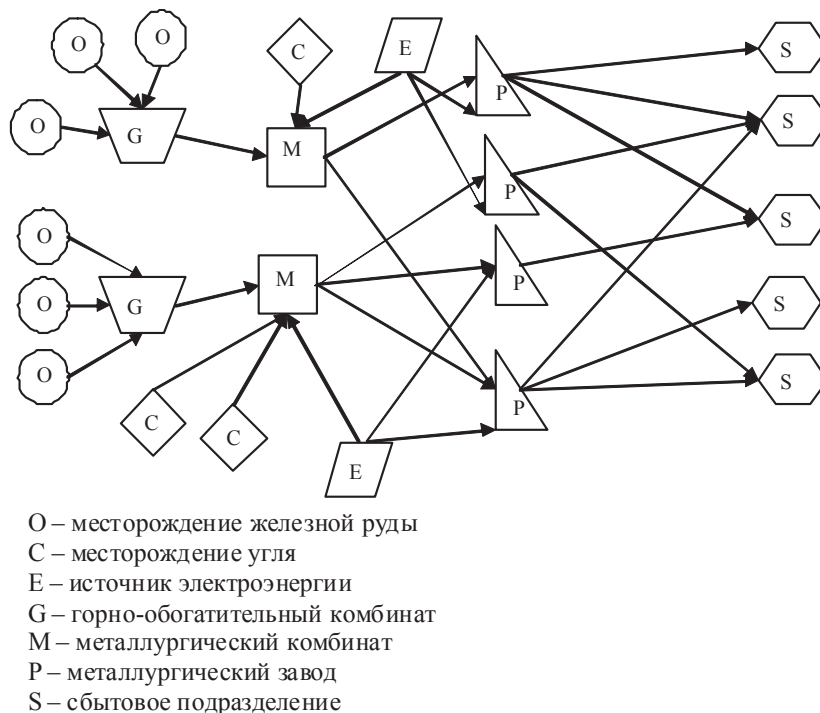 O
O
C
E
P
S
O
G
M
S
P
S
O
M
P
S
O
G
S
O
C
C
E
P
S
O – месторождение железной руды
C – месторождение угля
E – источник электроэнергии
G – горно-обогатительный комбинат
M – металлургический комбинат
P – металлургический завод
S – сбытовое подразделение